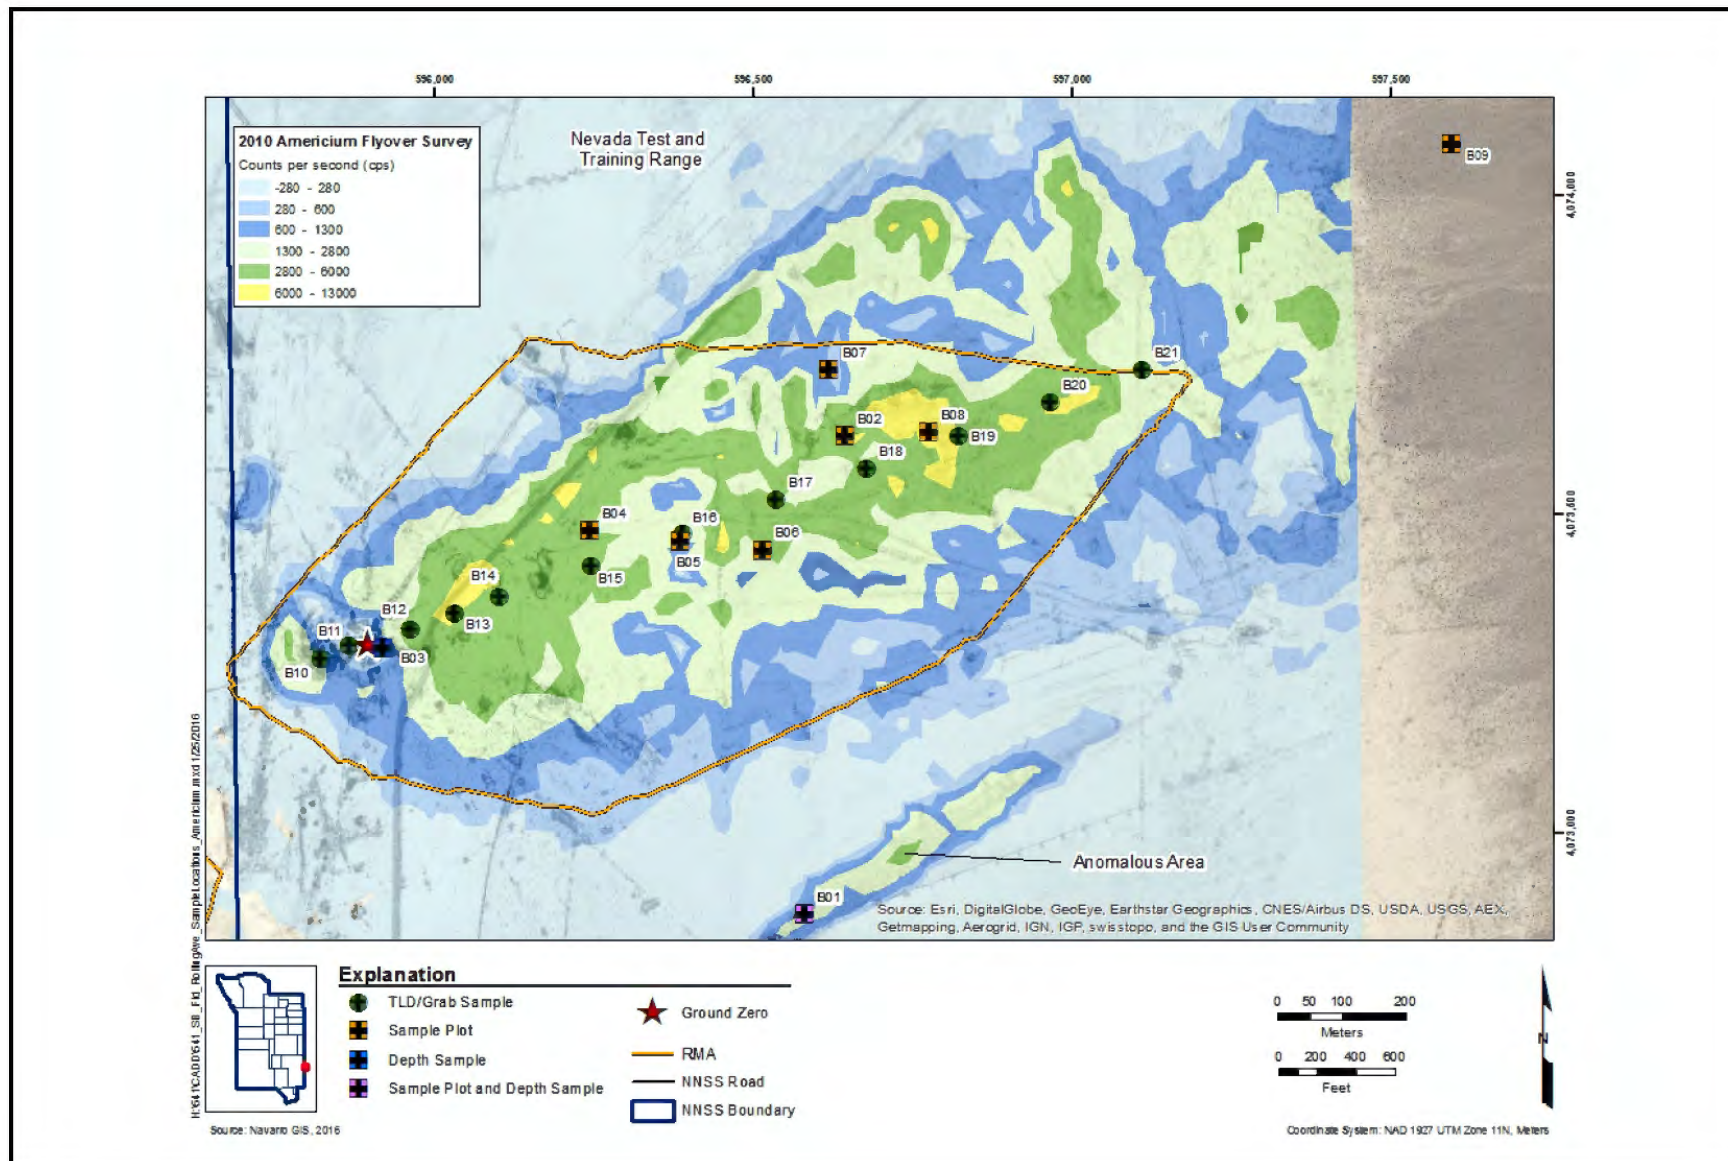 596,000
596,500
597,000
597,500
2010 Americium Flyover Survey
Counts per second (cps)
-280 - 280
280 - 600
600 - 1300
1300 - 2800
2800 - 6000
6000 - 13000
Nevada Test and
Training Range
B09
4,074,000
B07
B21
B20
B02
B08
B19
B18
B17
4,073,500
B04
B16
B06
B05
B15
B14
B13
B12
B11
B03
B10
4,073,000
Anomalous Area
B01
Source: Esri, DigitalGlobe, GeoEye, Earthstar Geographics, CNES/Airbus DS, USDA, USGS, AEX,
Getmapping, Aerogrid, IGN, IGP, swisstopo, and the GIS User Community
Explanation
TLD/Grab Sample
Sample Plot
Depth Sample
Sample Plot and Depth Sample
Ground Zero
RMA
NNSS Road
NNSS Boundary
0 50 100 200
Meters
0 200 400 600
Feet
N
Source: Navarro GIS, 2016
Coordinate System: NAD 1927 UTM Zone 11N, Meters